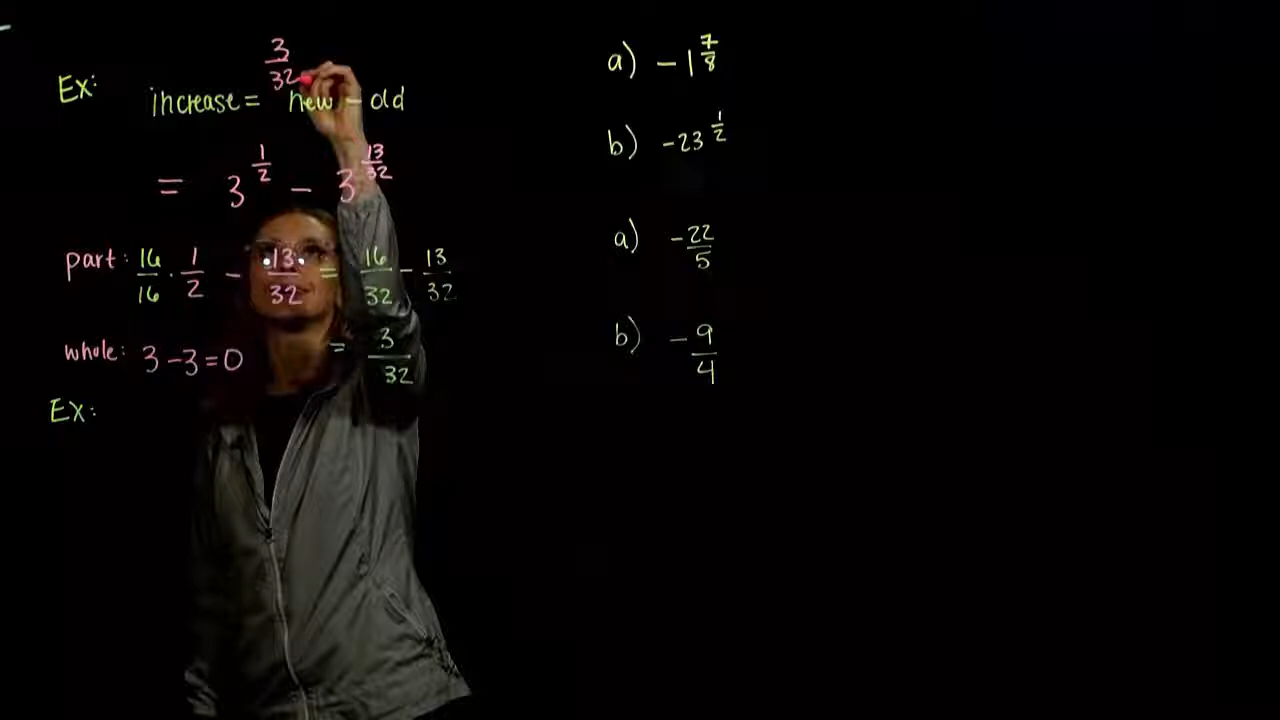 3/32
Ex: increase = new - old
= 3 1/2 - 3 13/32
part: 16/16 · 1/2 - 13/32 = 16/32 - 13/32
whole: 3 - 3 = 0 = 3/32
Ex:
a) -1 7/8
b) -23 1/2
a) -22/5
b) -9/4